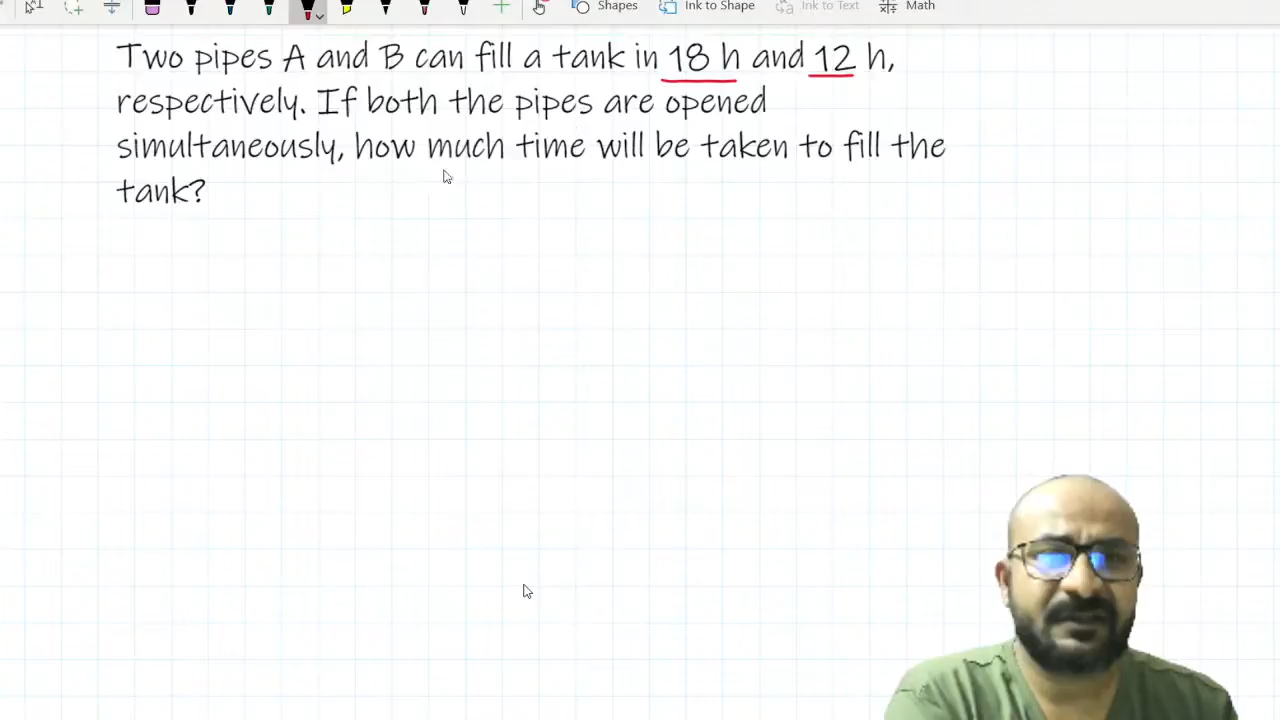 Shapes Ink to Shape Ink to Text Math
Two pipes A and B can fill a tank in 18 h and 12 h,
respectively. If both the pipes are opened
simultaneously, how much time will be taken to fill the
tank?